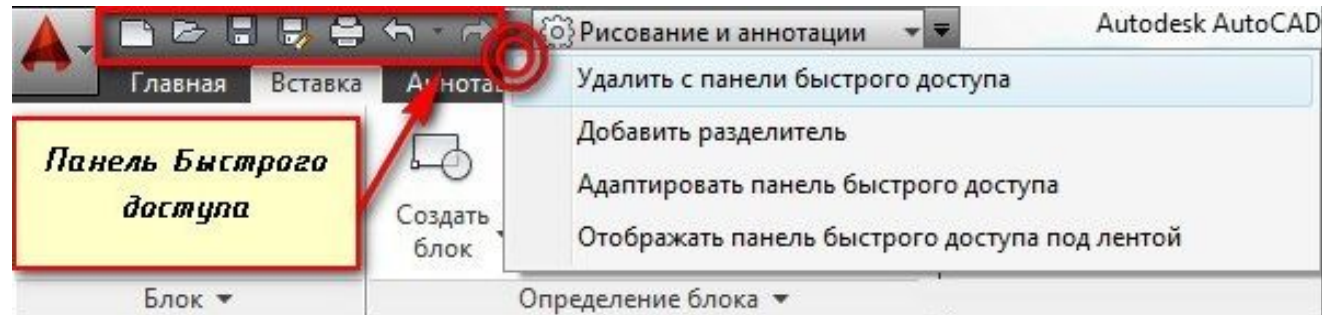 Рисование и аннотации
Autodesk AutoCAD
Главная
Вставка
Аннота
Удалить с панели быстрого доступа
Добавить разделитель
Адаптировать панель быстрого доступа
Отображать панель быстрого доступа под лентой
Панель Быстрого
доступа
Создать
блок
Блок
Определение блока